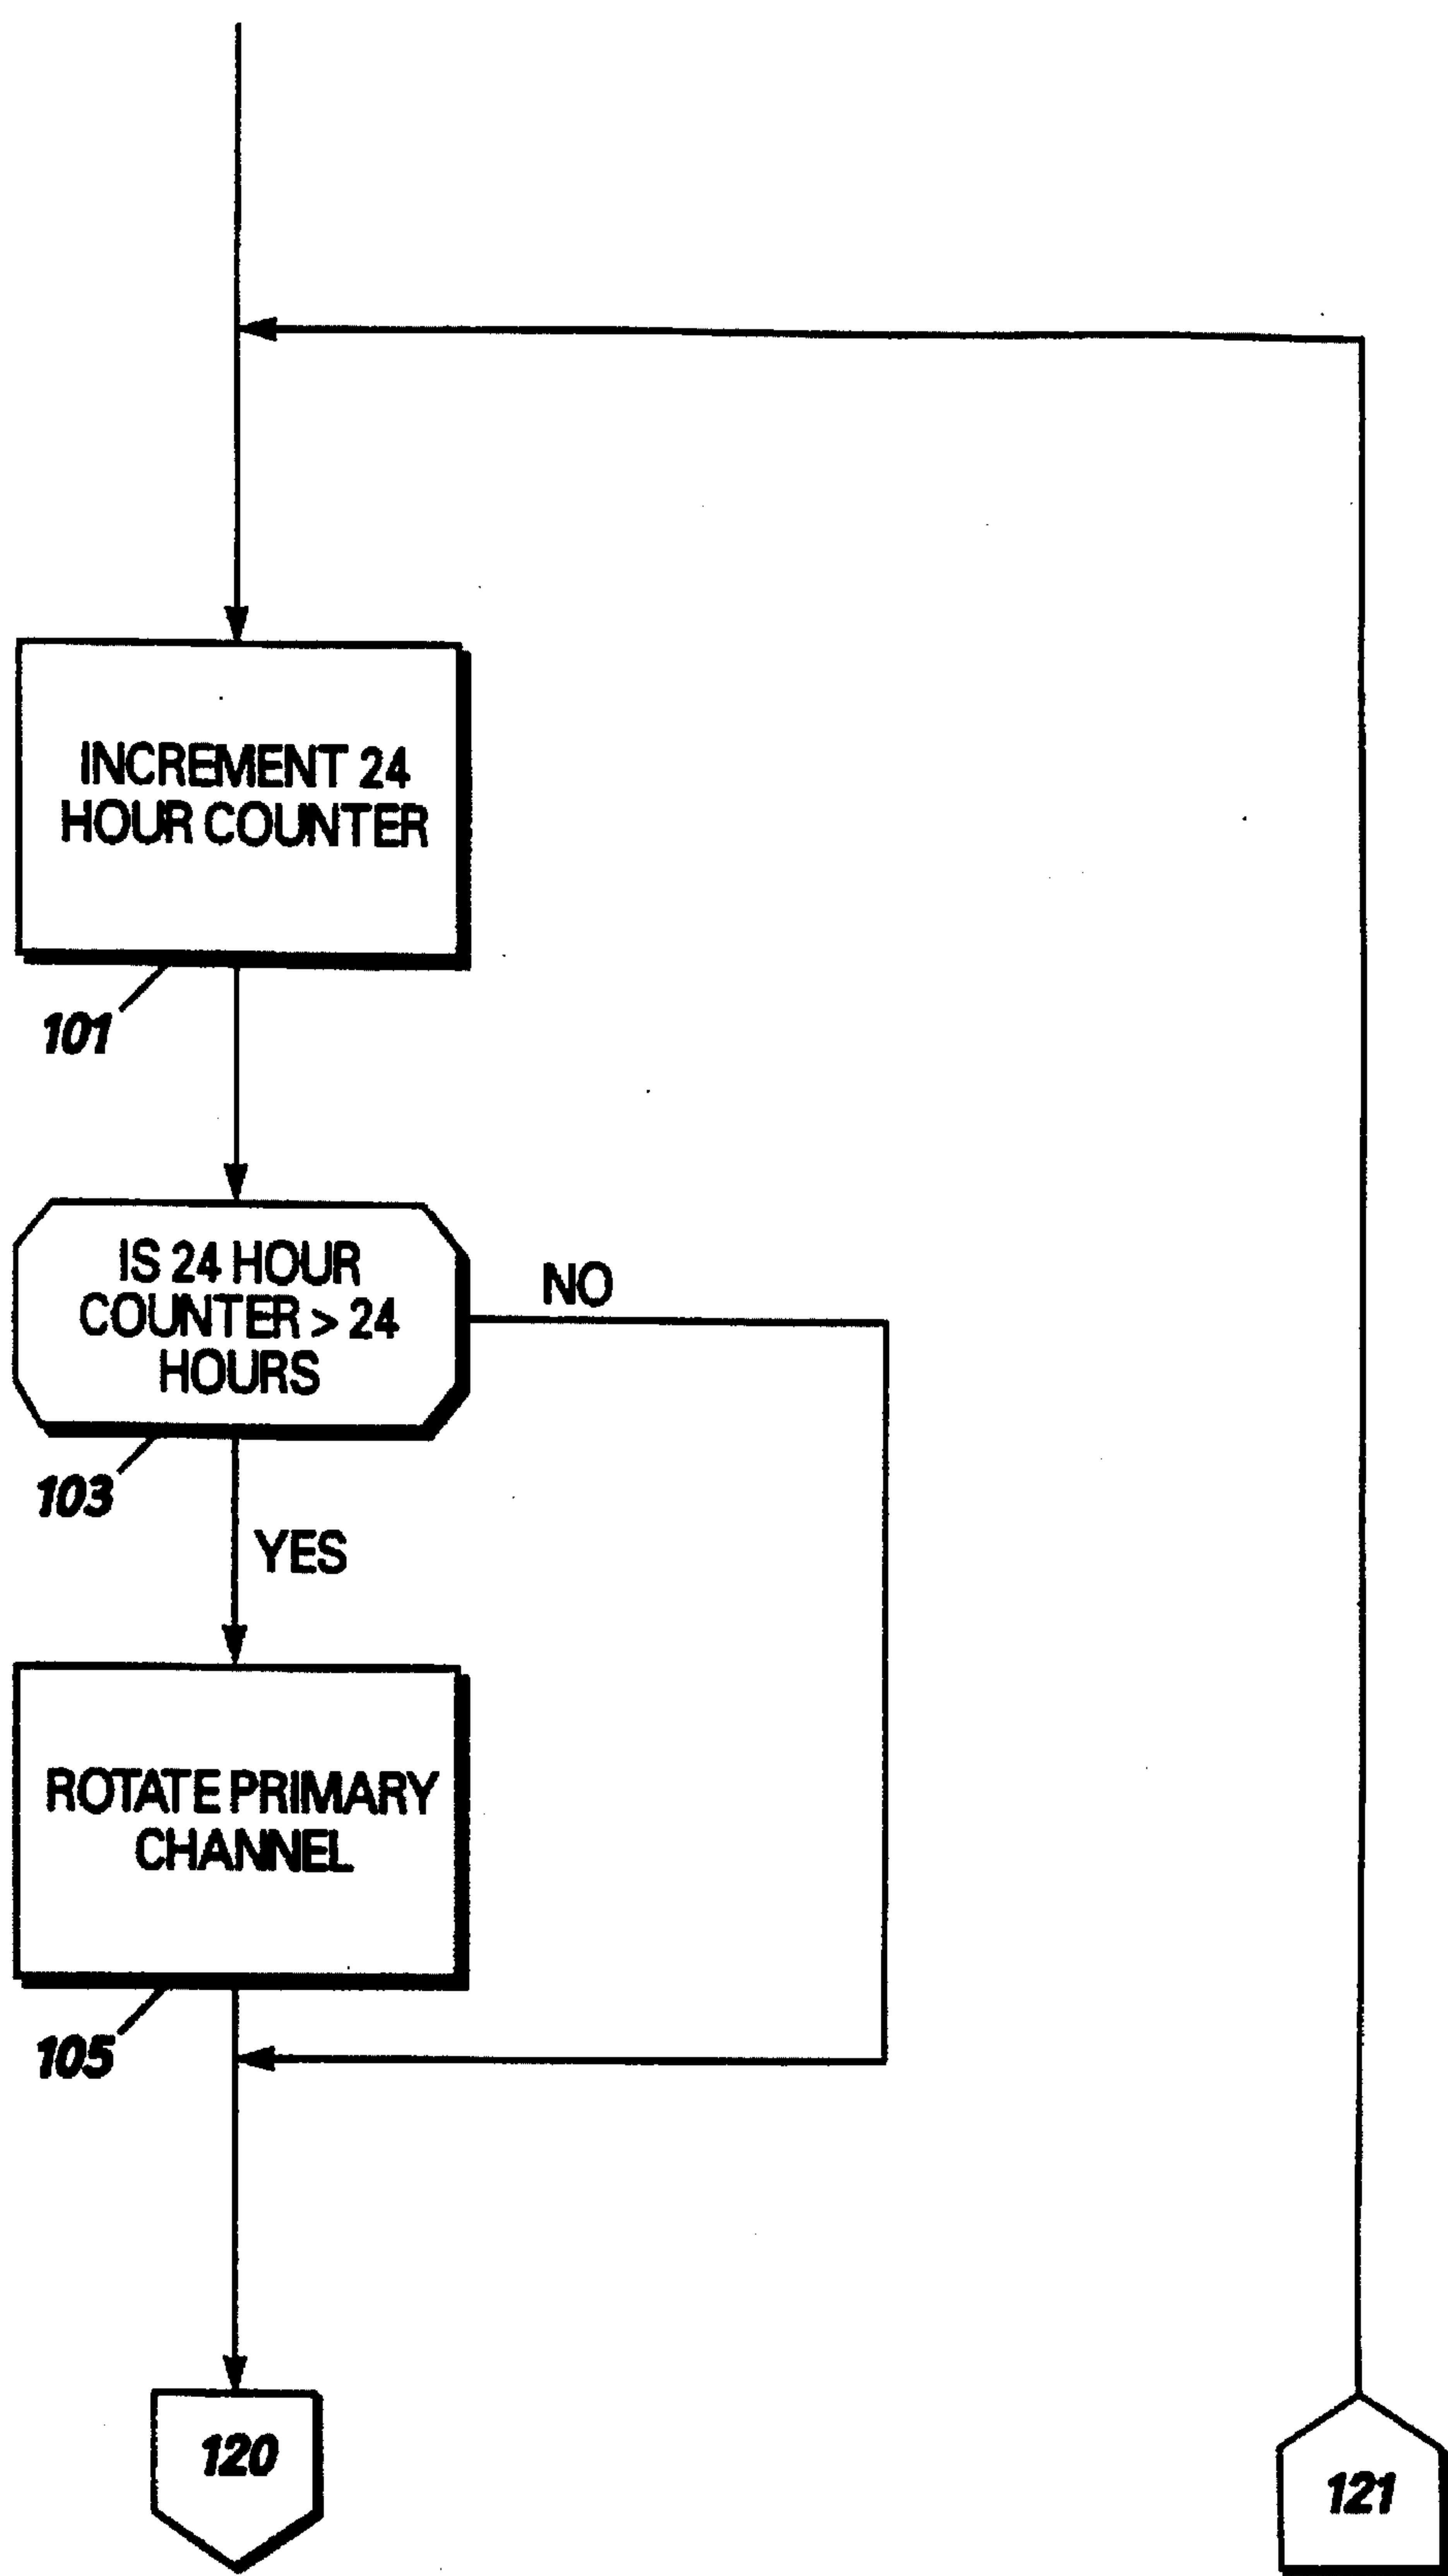 INCREMENT 24
HOUR COUNTER
101
IS 24 HOUR
COUNTER > 24
HOURS
NO
103
YES
ROTATE PRIMARY
CHANNEL
105
120
121